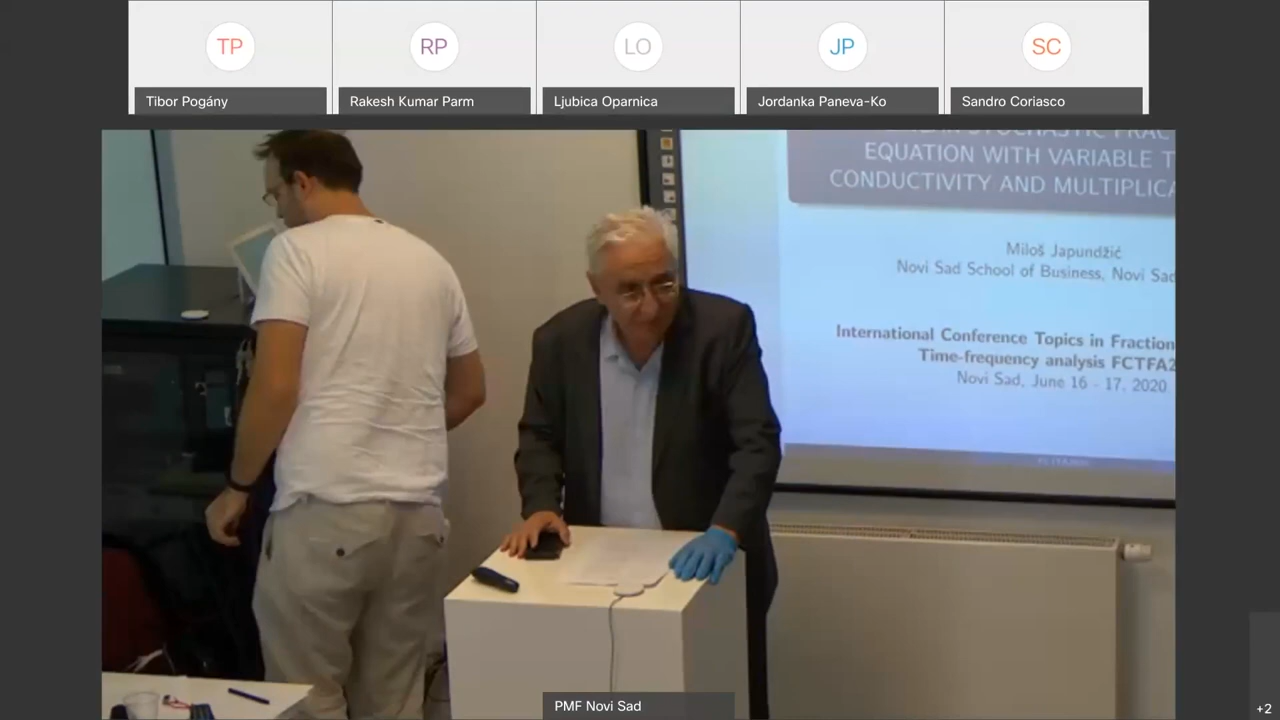 TP
RP
LO
JP
SC
Tibor Pogány
Rakesh Kumar Parm
Ljubica Oparnica
Jordanka Paneva-Ko
Sandro Coriasco
EQUATION WITH VARIABLE T
CONDUCTIVITY AND MULTIPLICA
Miloš Japundžić
Novi Sad School of Business, Novi Sad
International Conference Topics in Fraction
Time-frequency analysis FCTFA2
Novi Sad, June 16 - 17, 2020
PMF Novi Sad
+2